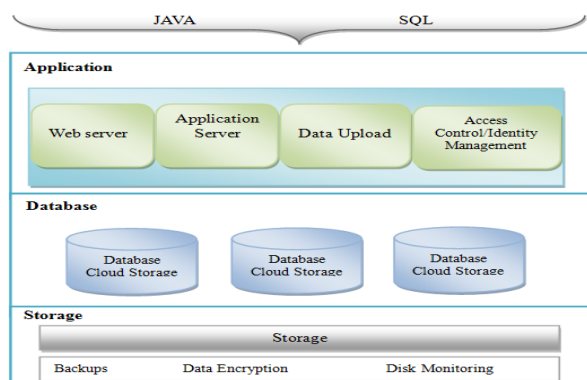 JAVA SQL
Application
Web server
Application
Server
Data Upload
Access
Control/Identity
Management
Database
Database
Cloud Storage
Database
Cloud Storage
Database
Cloud Storage
Storage
Storage
Backups Data Encryption Disk Monitoring